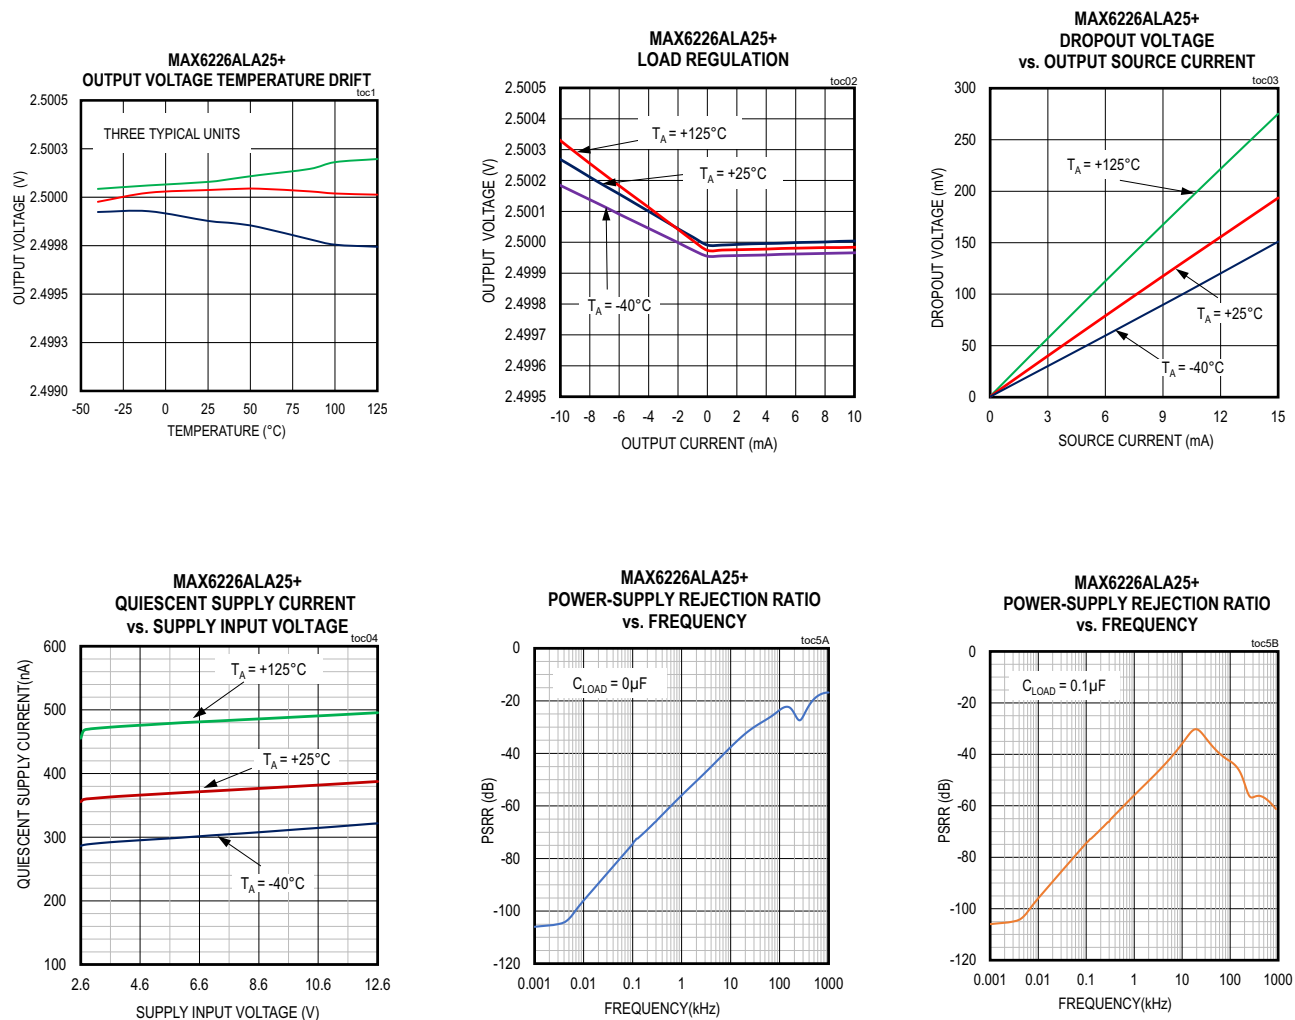 MAX6226ALA25+
OUTPUT VOLTAGE TEMPERATURE DRIFT
toc1
2.5005
2.5003
2.5000
2.4998
2.4995
2.4993
2.4990
OUTPUT VOLTAGE (V)
THREE TYPICAL UNITS
-50 -25 0 25 50 75 100 125
TEMPERATURE (°C)
MAX6226ALA25+
LOAD REGULATION
toc02
2.5005
2.5004
2.5003
2.5002
2.5001
2.5000
2.4999
2.4998
2.4997
2.4996
2.4995
OUTPUT VOLTAGE (V)
TA = +125°C
TA = +25°C
TA = -40°C
-10 -8 -6 -4 -2 0 2 4 6 8 10
OUTPUT CURRENT (mA)
MAX6226ALA25+
DROPOUT VOLTAGE
vs. OUTPUT SOURCE CURRENT
toc03
300
250
200
150
100
50
0
DROPOUT VOLTAGE (mV)
TA = +125°C
TA = +25°C
TA = -40°C
0 3 6 9 12 15
SOURCE CURRENT (mA)
MAX6226ALA25+
QUIESCENT SUPPLY CURRENT
vs. SUPPLY INPUT VOLTAGE
toc04
600
500
400
300
200
100
QUIESCENT SUPPLY CURRENT(nA)
TA = +125°C
TA = +25°C
TA = -40°C
2.6 4.6 6.6 8.6 10.6 12.6
SUPPLY INPUT VOLTAGE (V)
MAX6226ALA25+
POWER-SUPPLY REJECTION RATIO
vs. FREQUENCY
toc5A
0
-20
-40
-60
-80
-100
-120
PSRR (dB)
CLOAD = 0µF
0.001 0.01 0.1 1 10 100 1000
FREQUENCY(kHz)
MAX6226ALA25+
POWER-SUPPLY REJECTION RATIO
vs. FREQUENCY
toc5B
0
-20
-40
-60
-80
-100
-120
PSRR (dB)
CLOAD = 0.1µF
0.001 0.01 0.1 1 10 100 1000
FREQUENCY(kHz)